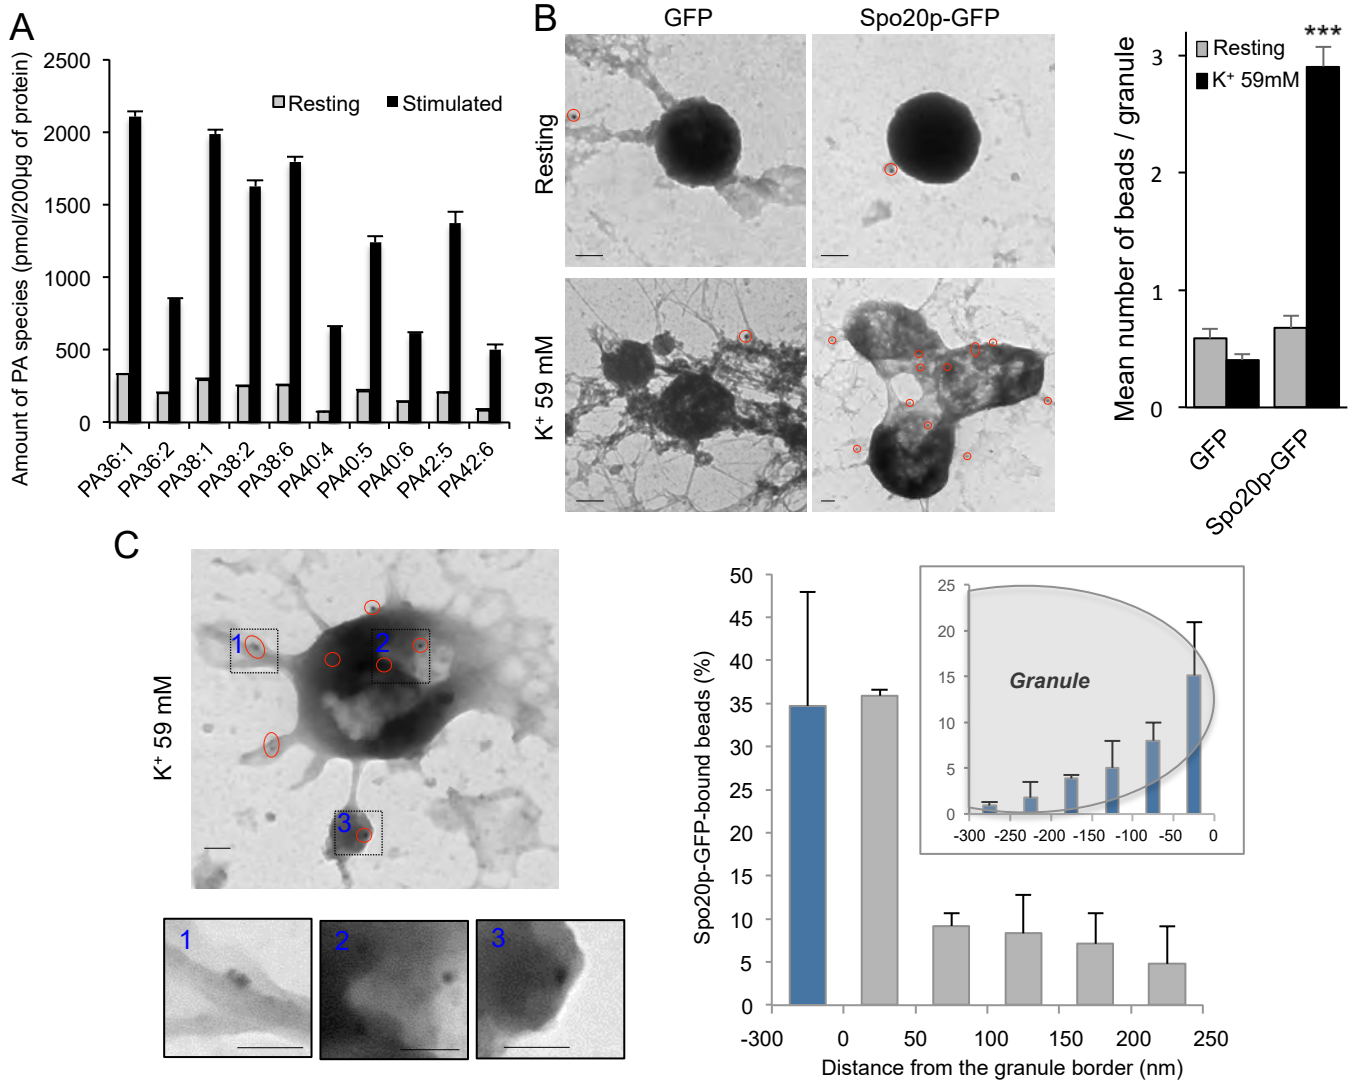 A
Amount of PA species (pmol/200µg of protein)
2500
2000
1500
1000
500
0
Resting
Stimulated
PA36:1
PA36:2
PA38:1
PA38:2
PA38:6
PA40:4
PA40:5
PA40:6
PA42:5
PA42:6
B
GFP
Spo20p-GFP
Resting
K⁺ 59 mM
Mean number of beads / granule
3
2
1
0
Resting
K⁺ 59mM
***
GFP
Spo20p-GFP
C
K⁺ 59 mM
1
2
3
1
2
3
Spo20p-GFP-bound beads (%)
50
45
40
35
30
25
20
15
10
5
0
-300
0
50
100
150
200
250
Distance from the granule border (nm)
25
20
15
10
5
0
Granule
-300
-250
-200
-150
-100
-50
0